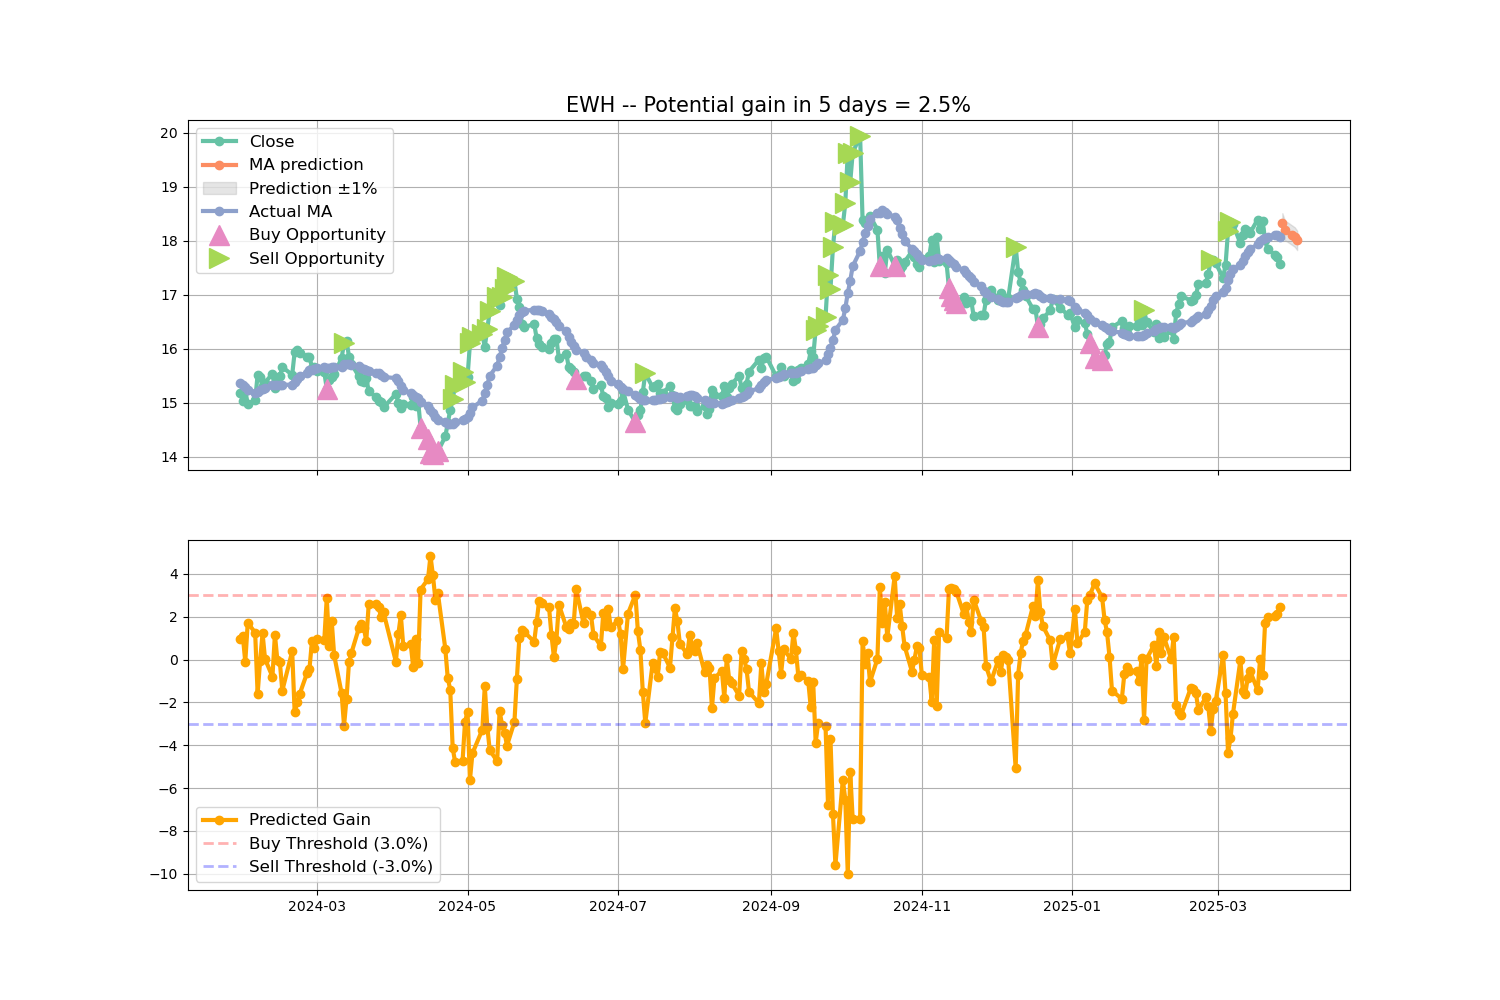 EWH -- Potential gain in 5 days = 2.5%
20
19
18
17
16
15
14
Close
MA prediction
Prediction ±1%
Actual MA
Buy Opportunity
Sell Opportunity
4
2
0
−2
−4
−6
−8
−10
Predicted Gain
Buy Threshold (3.0%)
Sell Threshold (-3.0%)
2024-03
2024-05
2024-07
2024-09
2024-11
2025-01
2025-03